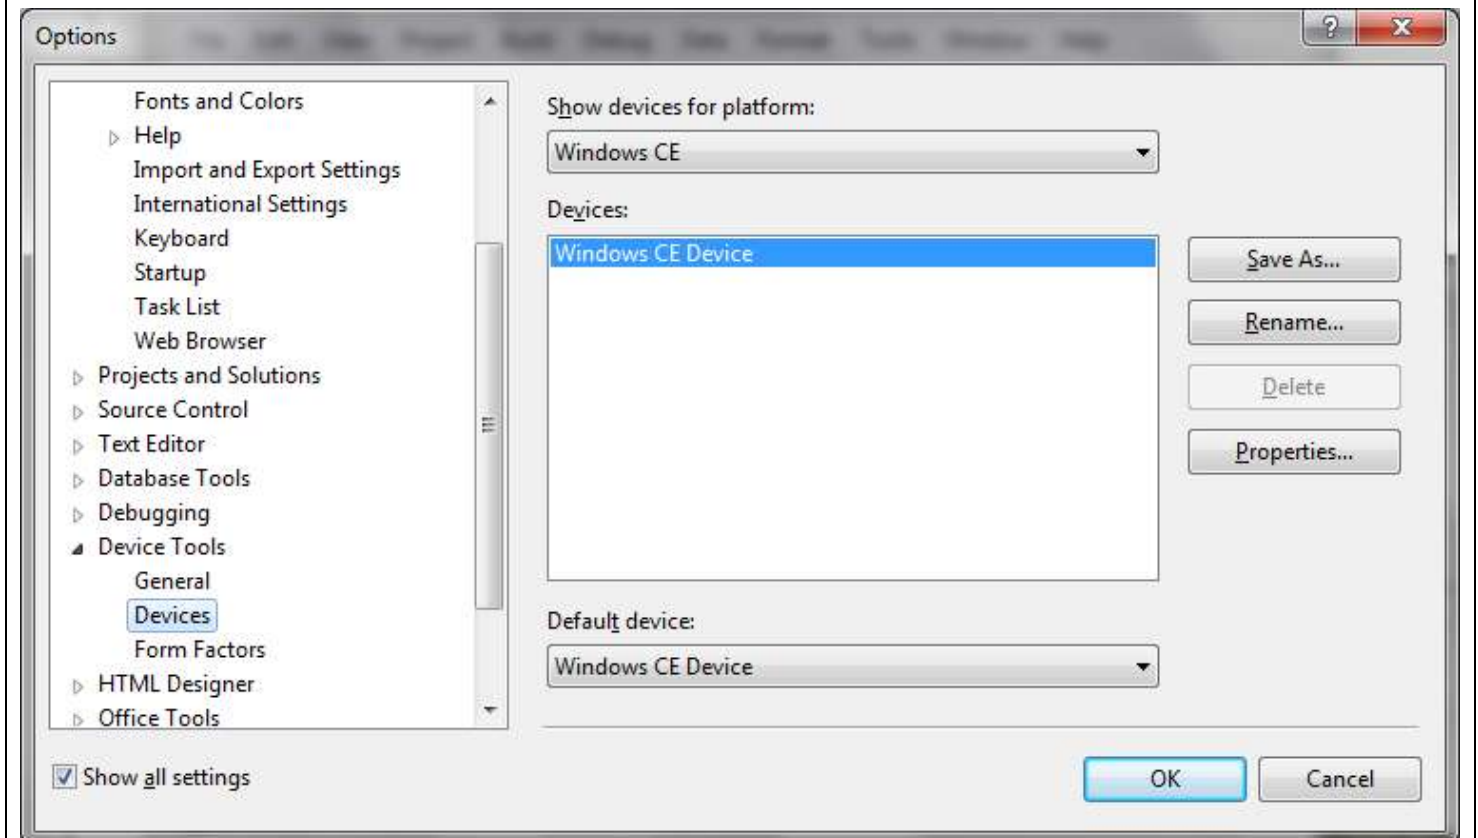 Options
Fonts and Colors
Help
Import and Export Settings
International Settings
Keyboard
Startup
Task List
Web Browser
Projects and Solutions
Source Control
Text Editor
Database Tools
Debugging
Device Tools
General
Devices
Form Factors
HTML Designer
Office Tools
Show devices for platform:
Windows CE
Devices:
Windows CE Device
Save As...
Rename...
Delete
Properties...
Default device:
Windows CE Device
Show all settings
OK
Cancel